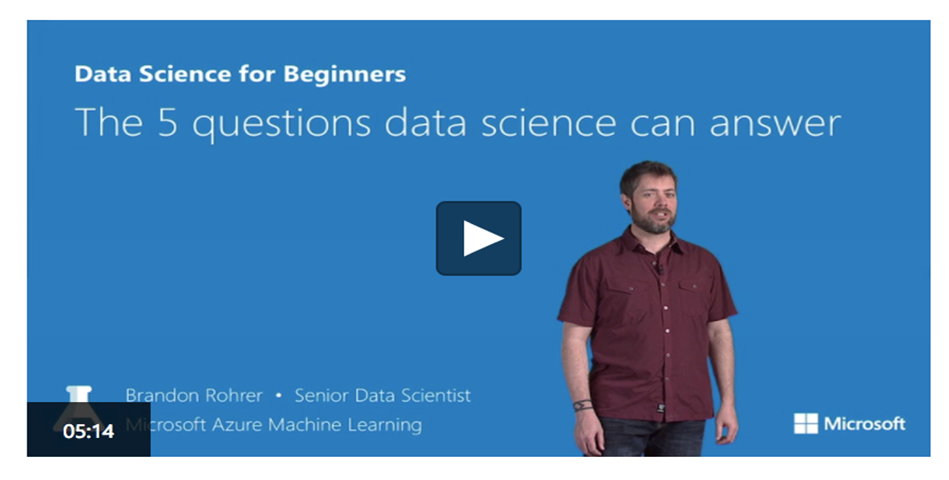 Data Science for Beginners
The 5 questions data science can answer
Brandon Rohrer • Senior Data Scientist
Microsoft Azure Machine Learning
05:14
Microsoft